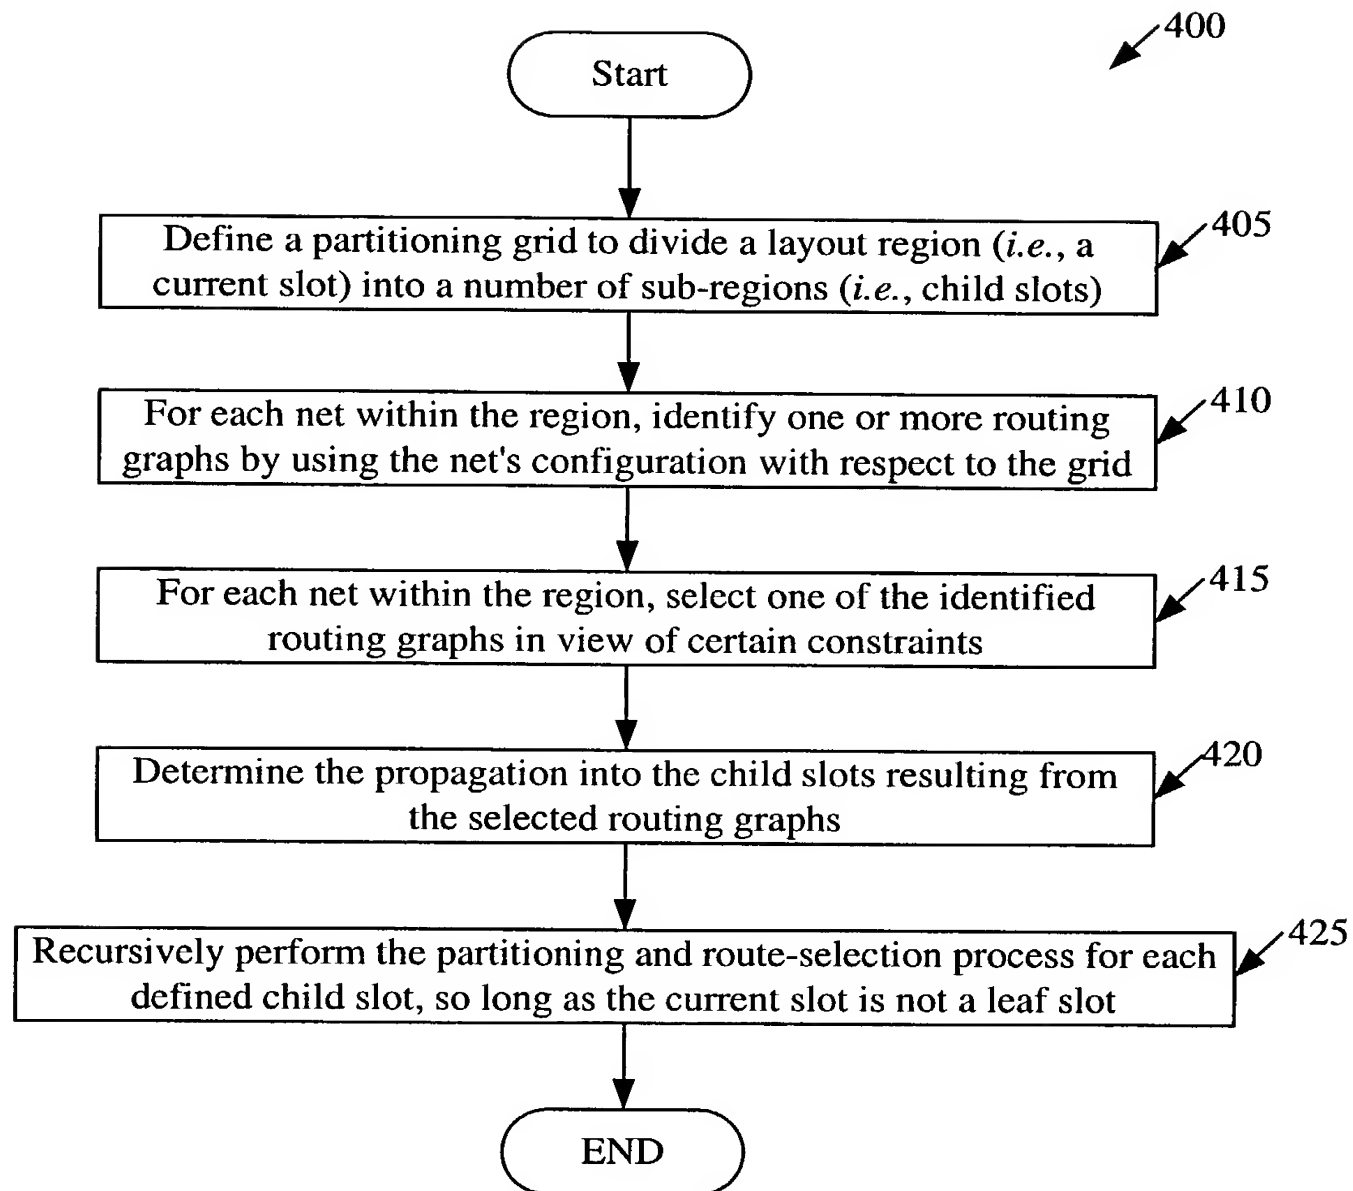 400
Start
405
Define a partitioning grid to divide a layout region (i.e., a
current slot) into a number of sub-regions (i.e., child slots)
410
For each net within the region, identify one or more routing
graphs by using the net's configuration with respect to the grid
415
For each net within the region, select one of the identified
routing graphs in view of certain constraints
420
Determine the propagation into the child slots resulting from
the selected routing graphs
425
Recursively perform the partitioning and route-selection process for each
defined child slot, so long as the current slot is not a leaf slot
END